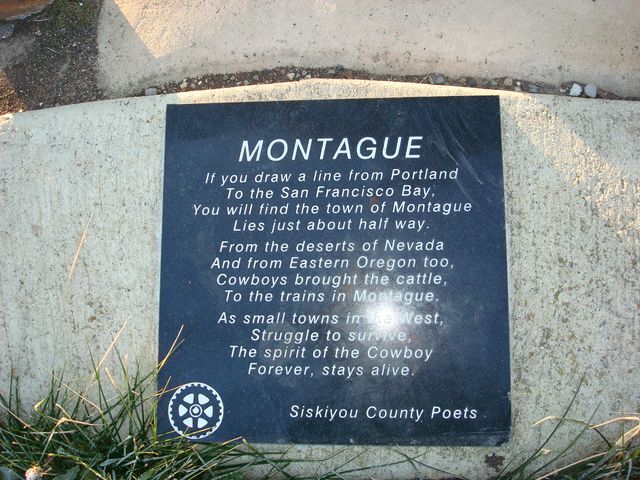 MONTAGUE
If you draw a line from Portland
To the San Francisco Bay,
You will find the town of Montague
Lies just about half way.
From the deserts of Nevada
And from Eastern Oregon too,
Cowboys brought the cattle,
To the trains in Montague.
As small towns in the West,
Struggle to survive,
The spirit of the Cowboy
Forever, stays alive.
Siskiyou County Poets